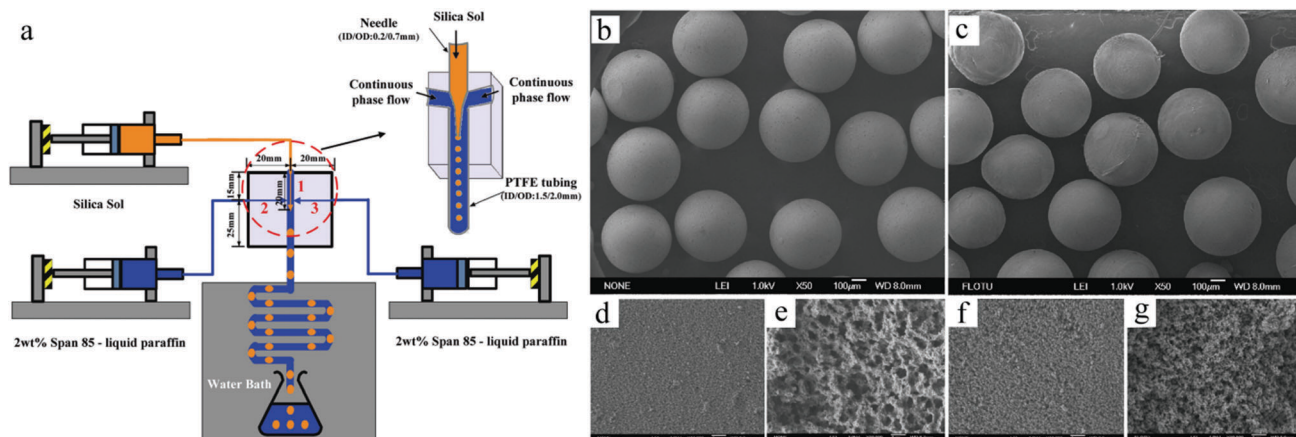 a
Needle
(ID/OD:0.2/0.7mm)
Silica Sol
Continuous
phase flow
Continuous
phase flow
20mm
20mm
15mm
20mm
1
2
3
25mm
PTFE tubing
(ID/OD:1.5/2.0mm)
Silica Sol
2wt% Span 85 - liquid paraffin
2wt% Span 85 - liquid paraffin
Water Bath
b
NONE LEI 1.0kV X50 100μm WD 8.0mm
c
FLOTU LEI 1.0kV X50 100μm WD 8.0mm
d
e
f
g